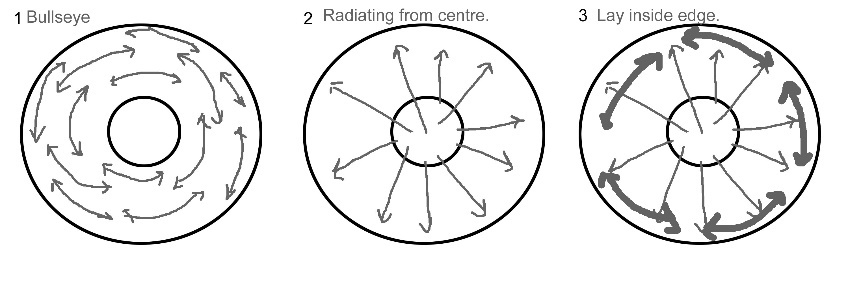 1 Bullseye
2 Radiating from centre.
3 Lay inside edge.